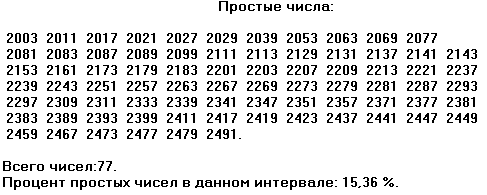 Простые числа:
2003 2011 2017 2021 2027 2029 2039 2053 2063 2069 2077
2081 2083 2087 2089 2099 2111 2113 2129 2131 2137 2141 2143
2153 2161 2173 2179 2183 2201 2203 2207 2209 2213 2221 2237
2239 2243 2251 2257 2263 2267 2269 2273 2279 2281 2287 2293
2297 2309 2311 2333 2339 2341 2347 2351 2357 2371 2377 2381
2383 2389 2393 2399 2411 2417 2419 2423 2437 2441 2447 2449
2459 2467 2473 2477 2479 2491.
Всего чисел:77.
Процент простых чисел в данном интервале: 15,36 %.